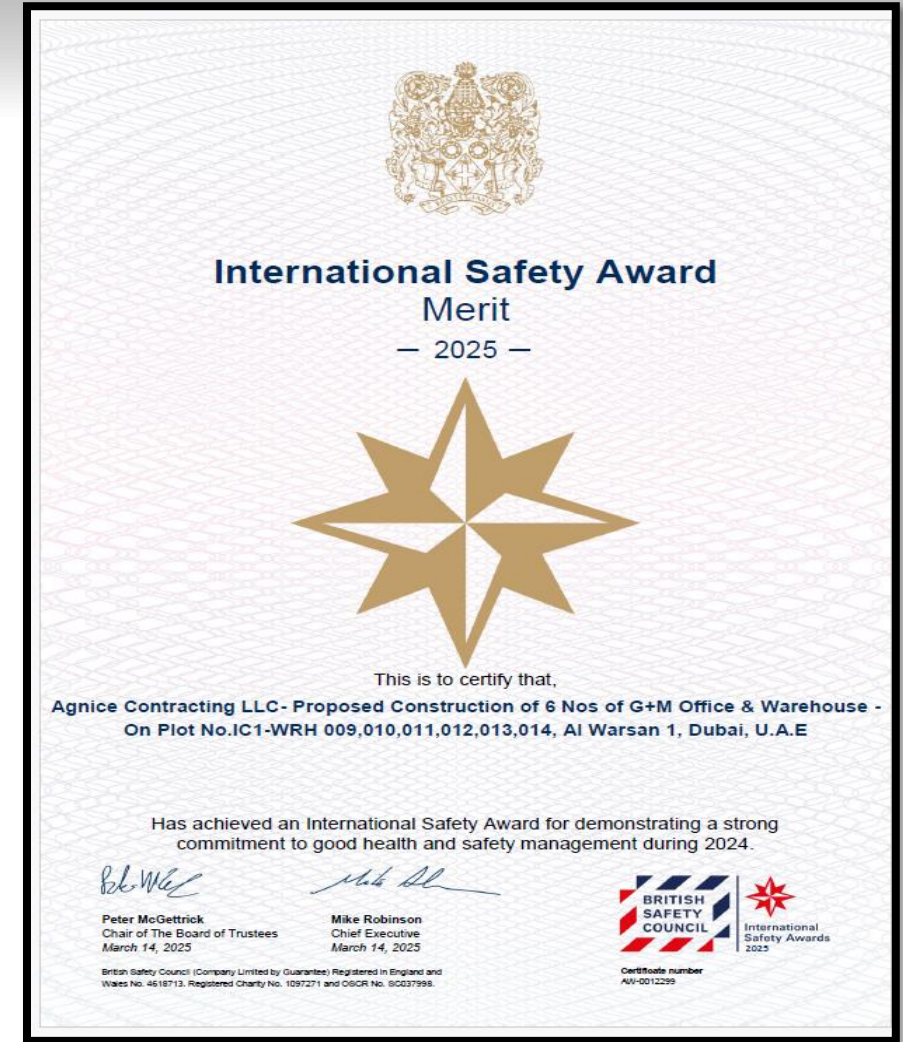 International Safety Award
Merit
— 2025 —
This is to certify that,
Agnice Contracting LLC- Proposed Construction of 6 Nos of G+M Office & Warehouse -
On Plot No.IC1-WRH 009,010,011,012,013,014, Al Warsan 1, Dubai, U.A.E
Has achieved an International Safety Award for demonstrating a strong
commitment to good health and safety management during 2024.
Peter McGettrick
Chair of The Board of Trustees
March 14, 2025
Mike Robinson
Chief Executive
March 14, 2025
British Safety Council (Company Limited by Guarantee) Registered in England and
Wales No. 4618713. Registered Charity No. 1097271 and OSCR No. SC037998.
BRITISH
SAFETY
COUNCIL
International
Safety Awards
2025
Certificate number
AW-0012299